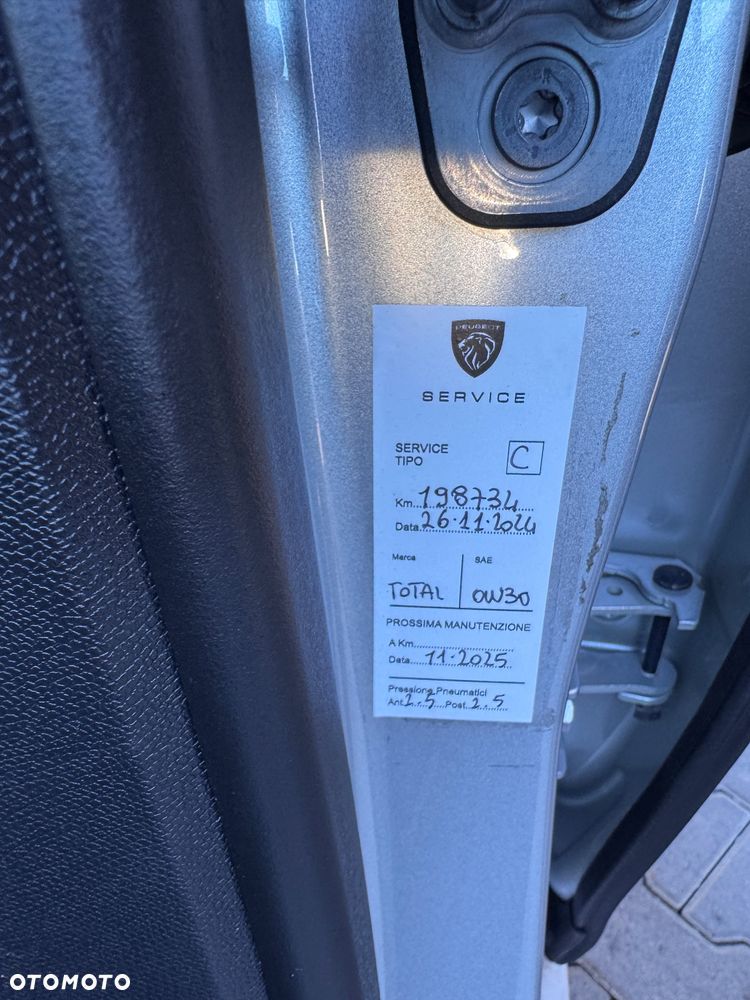 PEUGEOT
SERVICE
SERVICE
TIPO C
Km 198734
Data 26.11.2024
Marca SAE
TOTAL 0W30
PROSSIMA MANUTENZIONE
A Km
Data 11.2025
Pressione Pneumatici
Ant 2.5 Post 2.5
OTOMOTO